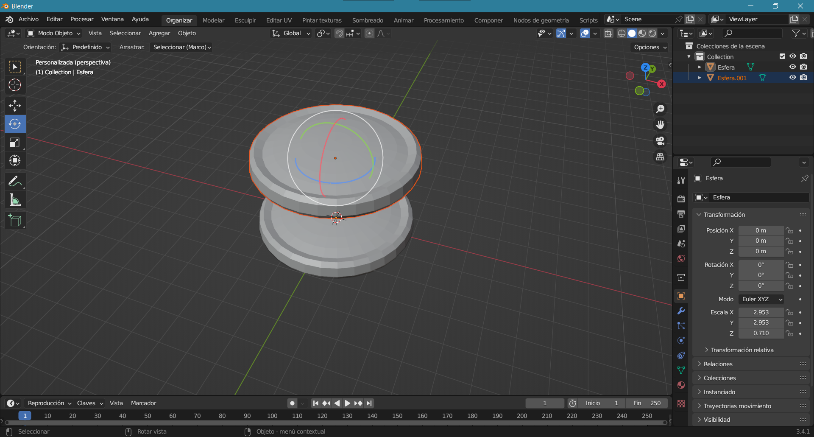 Blender
Archivo Editar Procesar Ventana Ayuda Organizar Modelar Esculpir Editar UV Pintar texturas Sombreado Animar Procesamiento Componer Nodos de geometría Scripts Scene ViewLayer
Modo Objeto Vista Seleccionar Agregar Objeto Global
Orientación: Predefinido Arrastrar: Seleccionar (Marco) Opciones
Personalizada (perspectiva)
(1) Collection | Esfera
Z
Y
X
Colecciones de la escena
Collection
Esfera
Esfera.001
Esfera
Esfera
Transformación
Posición X 0 m
Y 0 m
Z 0 m
Rotación X 0°
Y 0°
Z 0°
Modo Euler XYZ
Escala X 2.953
Y 2.953
Z 0.710
Transformación relativa
Relaciones
Colecciones
Instanciado
Trayectorias movimiento
Visibilidad
Reproducción Claves Vista Marcador 1 Inicio 1 Fin 250
1 10 20 30 40 50 60 70 80 90 100 110 120 130 140 150 160 170 180 190 200 210 220 230 240 250
Seleccionar Rotar vista Objeto - menú contextual 3.4.1